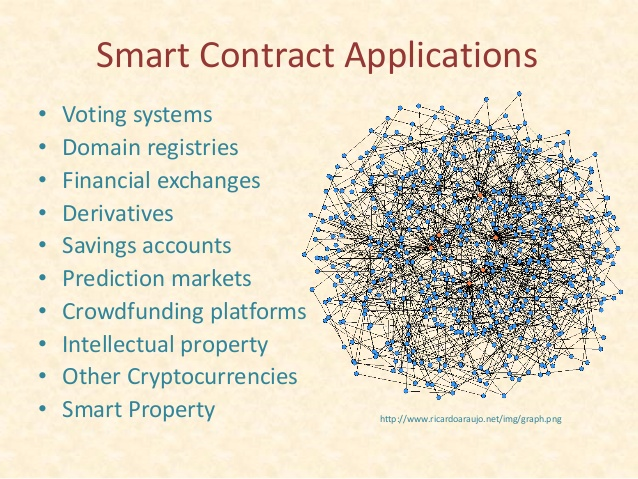 Smart Contract Applications
• Voting systems
• Domain registries
• Financial exchanges
• Derivatives
• Savings accounts
• Prediction markets
• Crowdfunding platforms
• Intellectual property
• Other Cryptocurrencies
• Smart Property
http://www.ricardoaraujo.net/img/graph.png